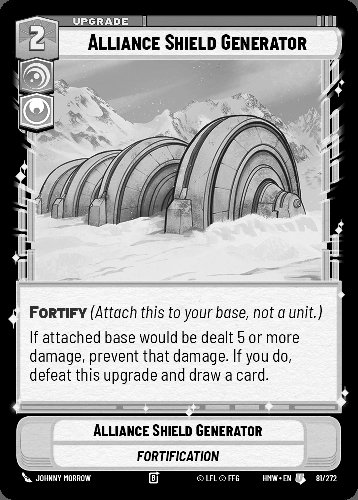 UPGRADE
2
ALLIANCE SHIELD GENERATOR
FORTIFY (Attach this to your base, not a unit.)
If attached base would be dealt 5 or more
damage, prevent that damage. If you do,
defeat this upgrade and draw a card.
ALLIANCE SHIELD GENERATOR
FORTIFICATION
JOHNNY MORROW
© LFL © FFG
HMW • EN
81/272